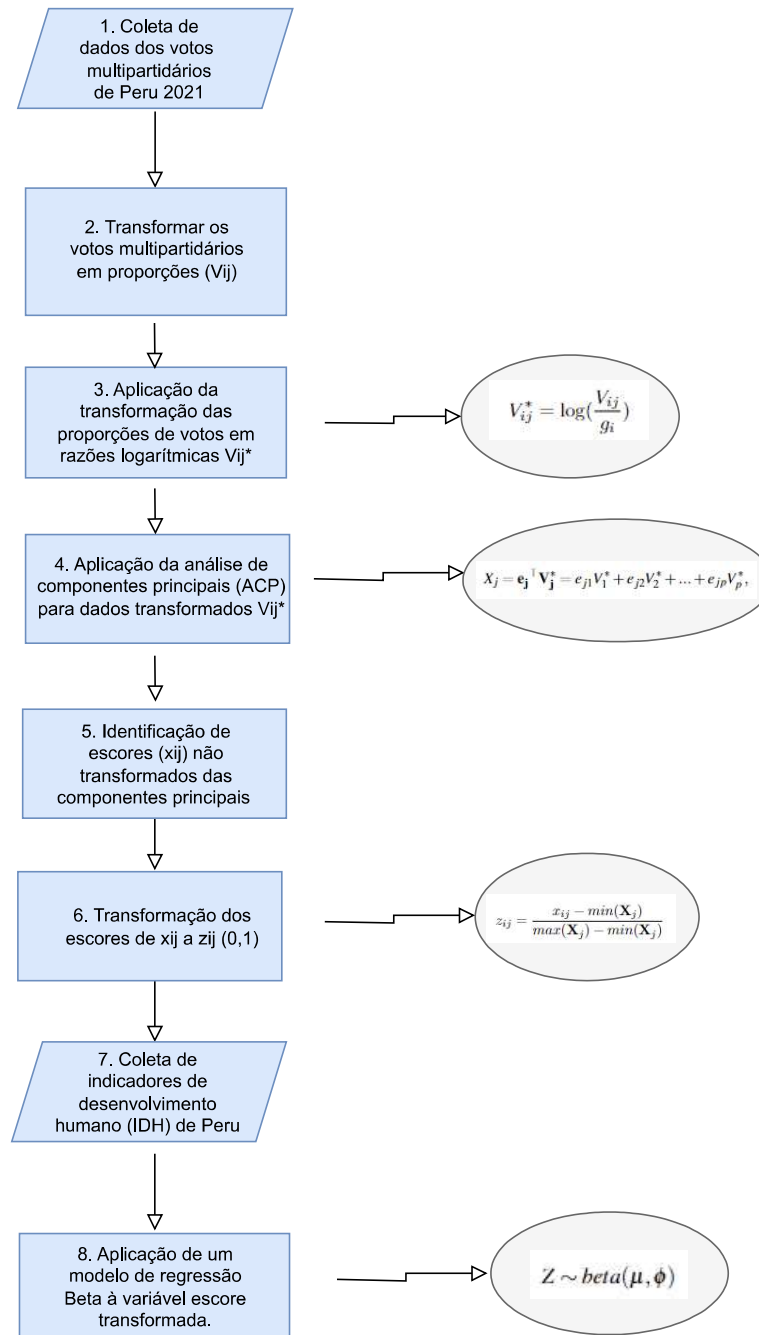 1. Coleta de
dados dos votos
multipartidários
de Peru 2021
2. Transformar os
votos multipartidários
em proporções (Vij)
3. Aplicação da
transformação das
proporções de votos em
razões logarítmicas Vij*
V*ij = log(Vij/gi)
4. Aplicação da análise de
componentes principais (ACP)
para dados transformados Vij*
Xj = ej⊤V*j = ej1V*1 + ej2V*2 + ... + ejpV*p,
5. Identificação de
escores (xij) não
transformados das
componentes principais
6. Transformação dos
escores de xij a zij (0,1)
zij = xij − min(Xj) / max(Xj) − min(Xj)
7. Coleta de
indicadores de
desenvolvimento
humano (IDH) de Peru
8. Aplicação de um
modelo de regressão
Beta à variável escore
transformada.
Z ~ beta(μ, ϕ)